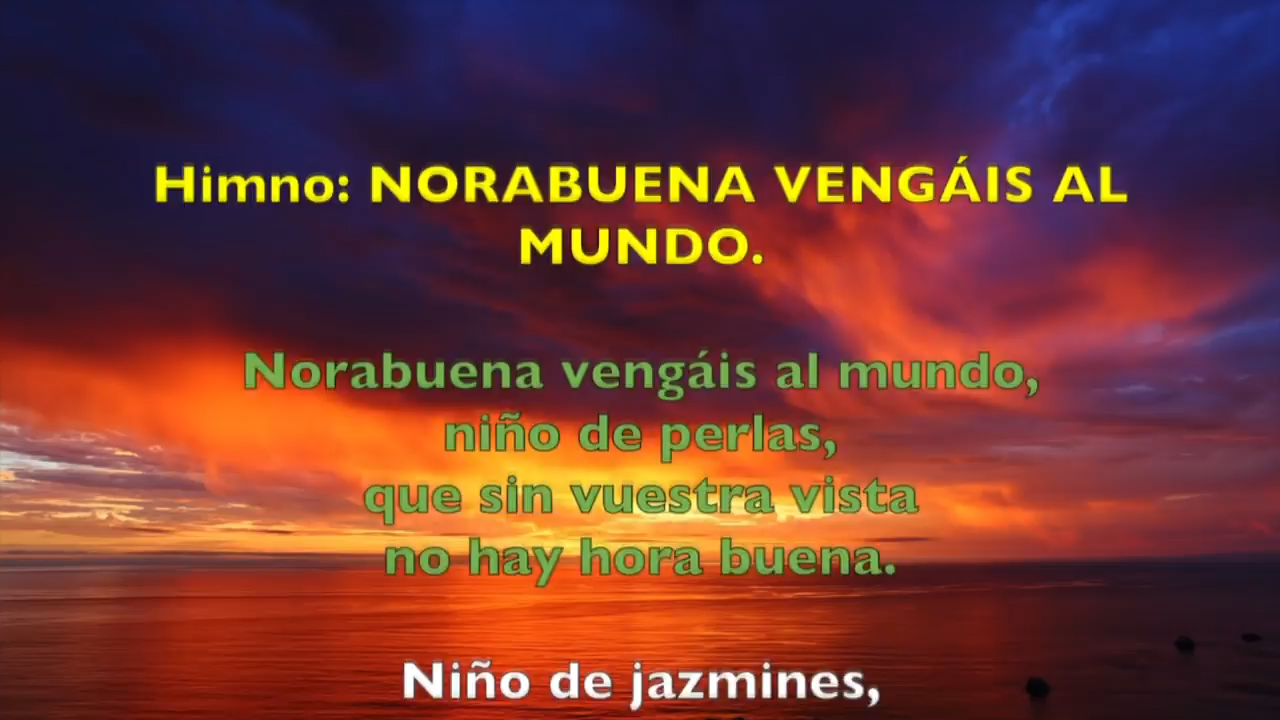 Himno: NORABUENA VENGÁIS AL
MUNDO.
Norabuena vengáis al mundo,
niño de perlas,
que sin vuestra vista
no hay hora buena.
Niño de jazmines,